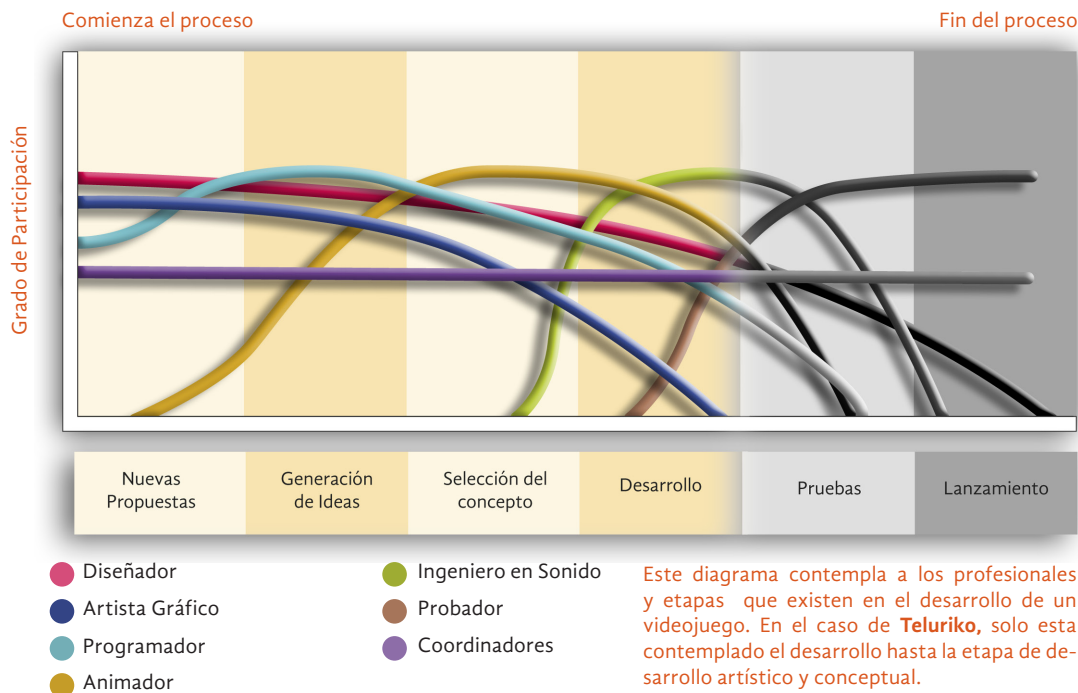 Comienza el proceso
Fin del proceso
Grado de Participación
Nuevas
Propuestas
Generación
de Ideas
Selección del
concepto
Desarrollo
Pruebas
Lanzamiento
Diseñador
Artista Gráfico
Programador
Animador
Ingeniero en Sonido
Probador
Coordinadores
Este diagrama contempla a los profesionales
y etapas que existen en el desarrollo de un
videojuego. En el caso de Teluriko, solo esta
contemplado el desarrollo hasta la etapa de de-
sarrollo artístico y conceptual.